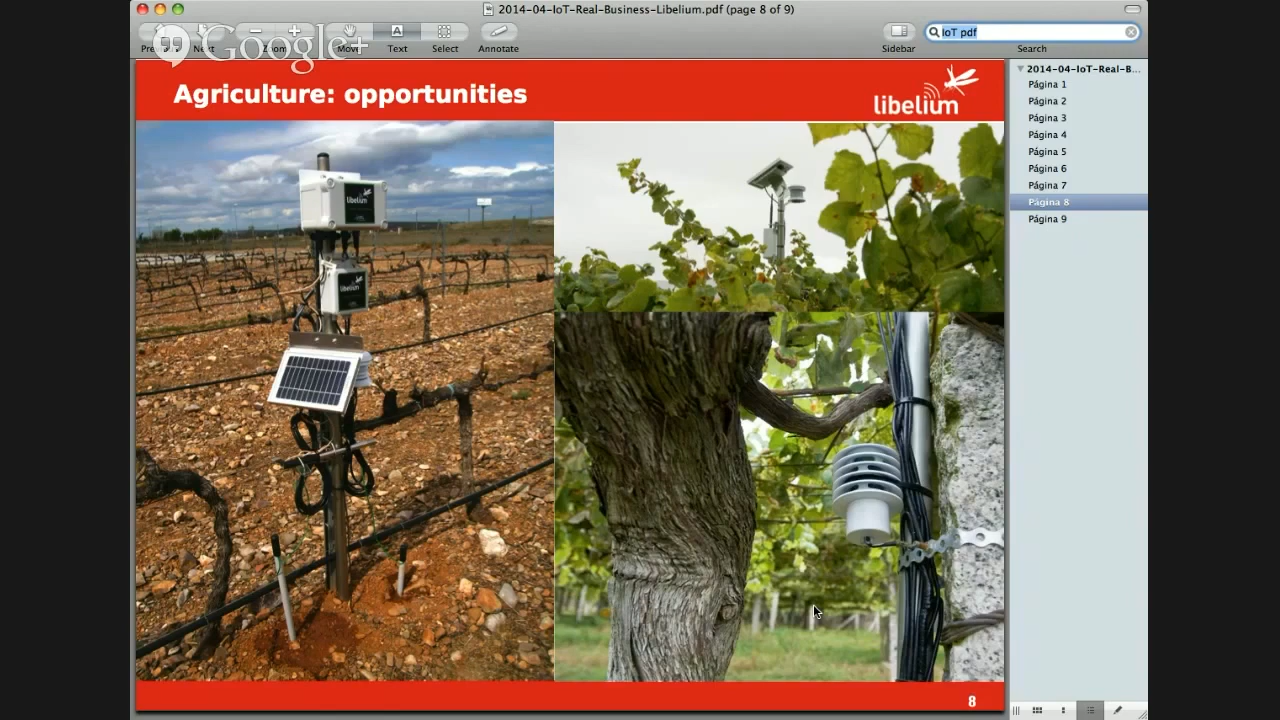 2014-04-IoT-Real-Business-Libelium.pdf (page 8 of 9)
Google+
Move Text Select Annotate Sidebar Search
IoT pdf
Agriculture: opportunities
libelium
libelium
libelium
8
2014-04-IoT-Real-B...
Página 1
Página 2
Página 3
Página 4
Página 5
Página 6
Página 7
Página 8
Página 9